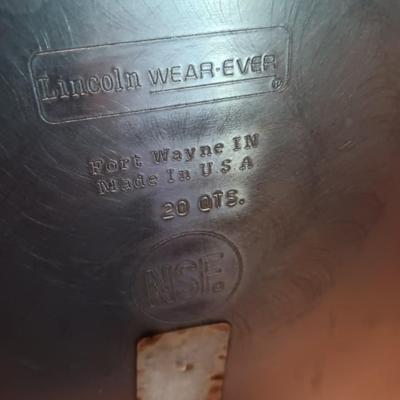 Lincoln WEAR-EVER ®
Fort Wayne IN
Made In U S A
20 QTS.
NSF.